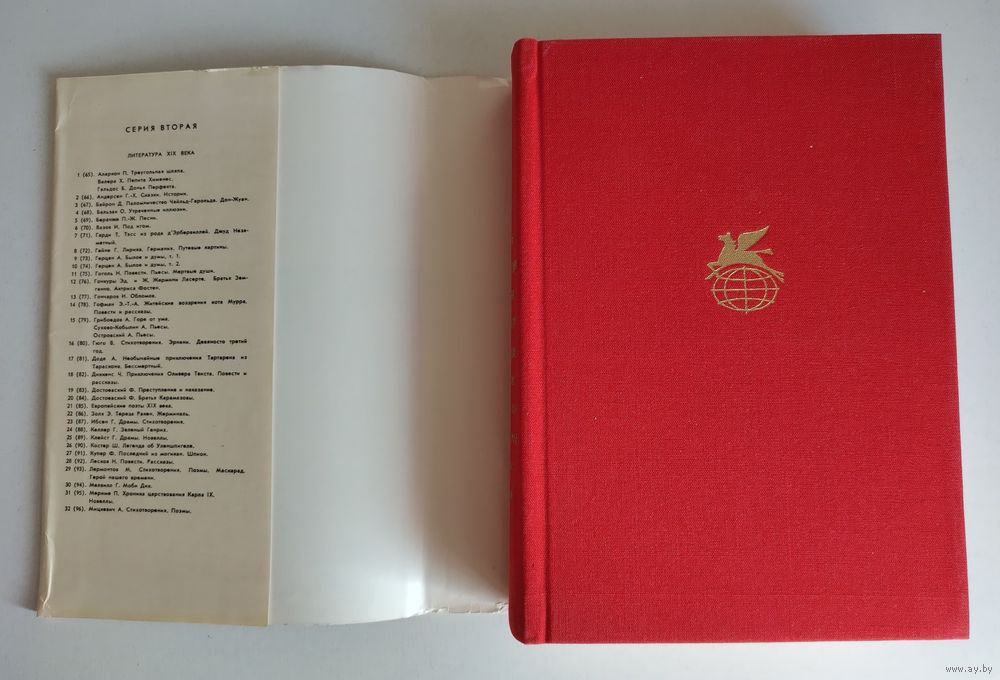 СЕРИЯ ВТОРАЯ
ЛИТЕРАТУРА XIX ВЕКА
1 (65). Аларкон П. Треугольная шляпа.
Валера Х. Пепита Хименес.
Гальдос Б. Донья Перфекта.
2 (66). Андерсен Г.-Х. Сказки. Истории.
3 (67). Байрон Д. Паломничество Чайльд-Гарольда. Дон-Жуан.
4 (68). Бальзак О. Утраченные иллюзии.
5 (69). Беранже П.-Ж. Песни.
6 (70). Вазов И. Под игом.
7 (71). Гарди Т. Тэсс из рода д'Эрбервиллей. Джуд Неза-
метный.
8 (72). Гейне Г. Лирика. Германия. Путевые картины.
9 (73). Герцен А. Былое и думы, т. 1.
10 (74). Герцен А. Былое и думы, т. 2.
11 (75). Гоголь Н. Повести. Пьесы. Мертвые души.
12 (76). Гонкуры Эд. и Ж. Жермини Ласерте. Братья Зем-
ганно. Актриса Фостен.
13 (77). Гончаров И. Обломов.
14 (78). Гофман Э.-Т.-А. Житейские воззрения кота Мурра.
Повести и рассказы.
15 (79). Грибоедов А. Горе от ума.
Сухово-Кобылин А. Пьесы.
Островский А. Пьесы.
16 (80). Гюго В. Стихотворения. Эрнани. Девяносто третий
год.
17 (81). Доде А. Необычайные приключения Тартарена из
Тараскона. Бессмертный.
18 (82). Диккенс Ч. Приключения Оливера Твиста. Повести и
рассказы.
19 (83). Достоевский Ф. Преступление и наказание.
20 (84). Достоевский Ф. Братья Карамазовы.
21 (85). Европейские поэты XIX века.
22 (86). Золя Э. Тереза Ракен. Жерминаль.
23 (87). Ибсен Г. Драмы. Стихотворения.
24 (88). Келлер Г. Зеленый Генрих.
25 (89). Клейст Г. Драмы. Новеллы.
26 (90). Костер Ш. Легенда об Уленшпигеле.
27 (91). Купер Ф. Последний из могикан. Шпион.
28 (92). Лесков Н. Повести. Рассказы.
29 (93). Лермонтов М. Стихотворения. Поэмы. Маскарад.
Герой нашего времени.
30 (94). Мелвилл Г. Моби Дик.
31 (95). Мериме П. Хроника царствования Карла IX.
Новеллы.
32 (96). Мицкевич А. Стихотворения. Поэмы.
www.ay.by